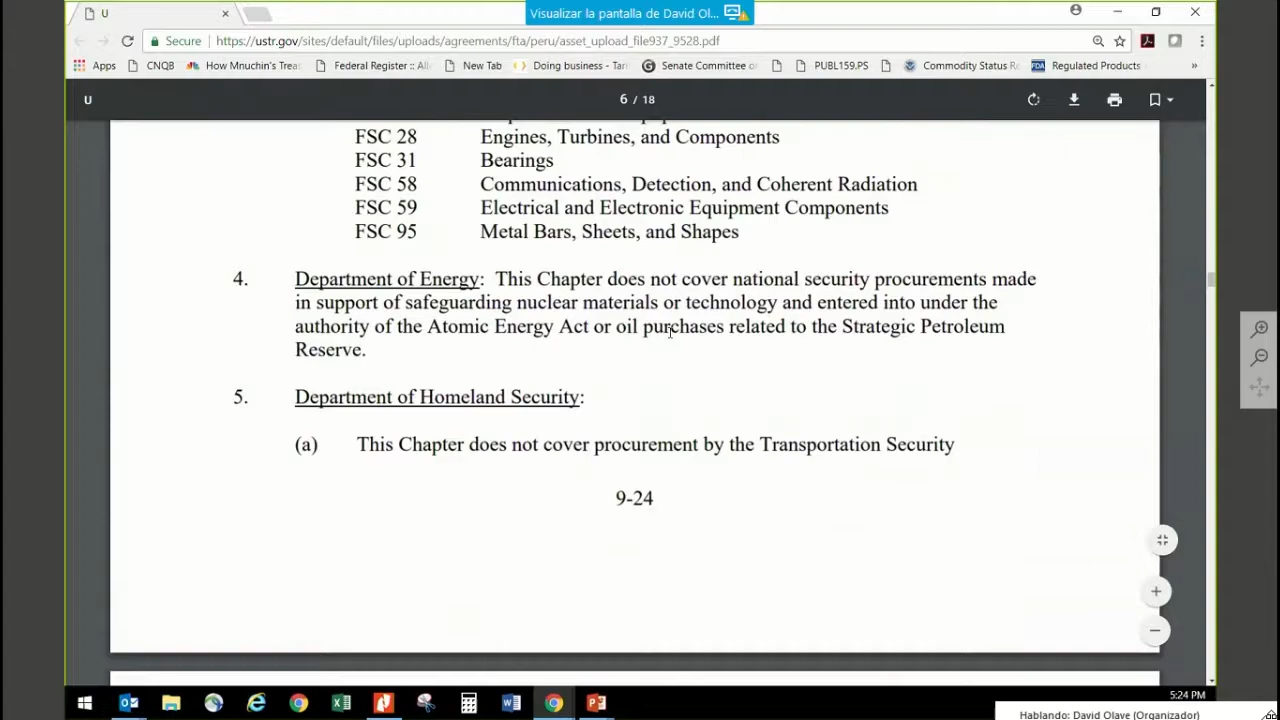 U
Visualizar la pantalla de David Ol...
Secure
https://ustr.gov/sites/default/files/uploads/agreements/fta/peru/asset_upload_file937_9528.pdf
Apps
CNQB
How Mnuchin's Trea
Federal Register :: All
New Tab
Doing business - Tari
Senate Committee o
PUBL159.PS
Commodity Status R
FDA
Regulated Products
»
U
6 / 18
FSC 28 Engines, Turbines, and Components
FSC 31 Bearings
FSC 58 Communications, Detection, and Coherent Radiation
FSC 59 Electrical and Electronic Equipment Components
FSC 95 Metal Bars, Sheets, and Shapes
4. Department of Energy: This Chapter does not cover national security procurements made
in support of safeguarding nuclear materials or technology and entered into under the
authority of the Atomic Energy Act or oil purchases related to the Strategic Petroleum
Reserve.
5. Department of Homeland Security:
(a) This Chapter does not cover procurement by the Transportation Security
9-24
5:24 PM
Hablando: David Olave (Organizador)